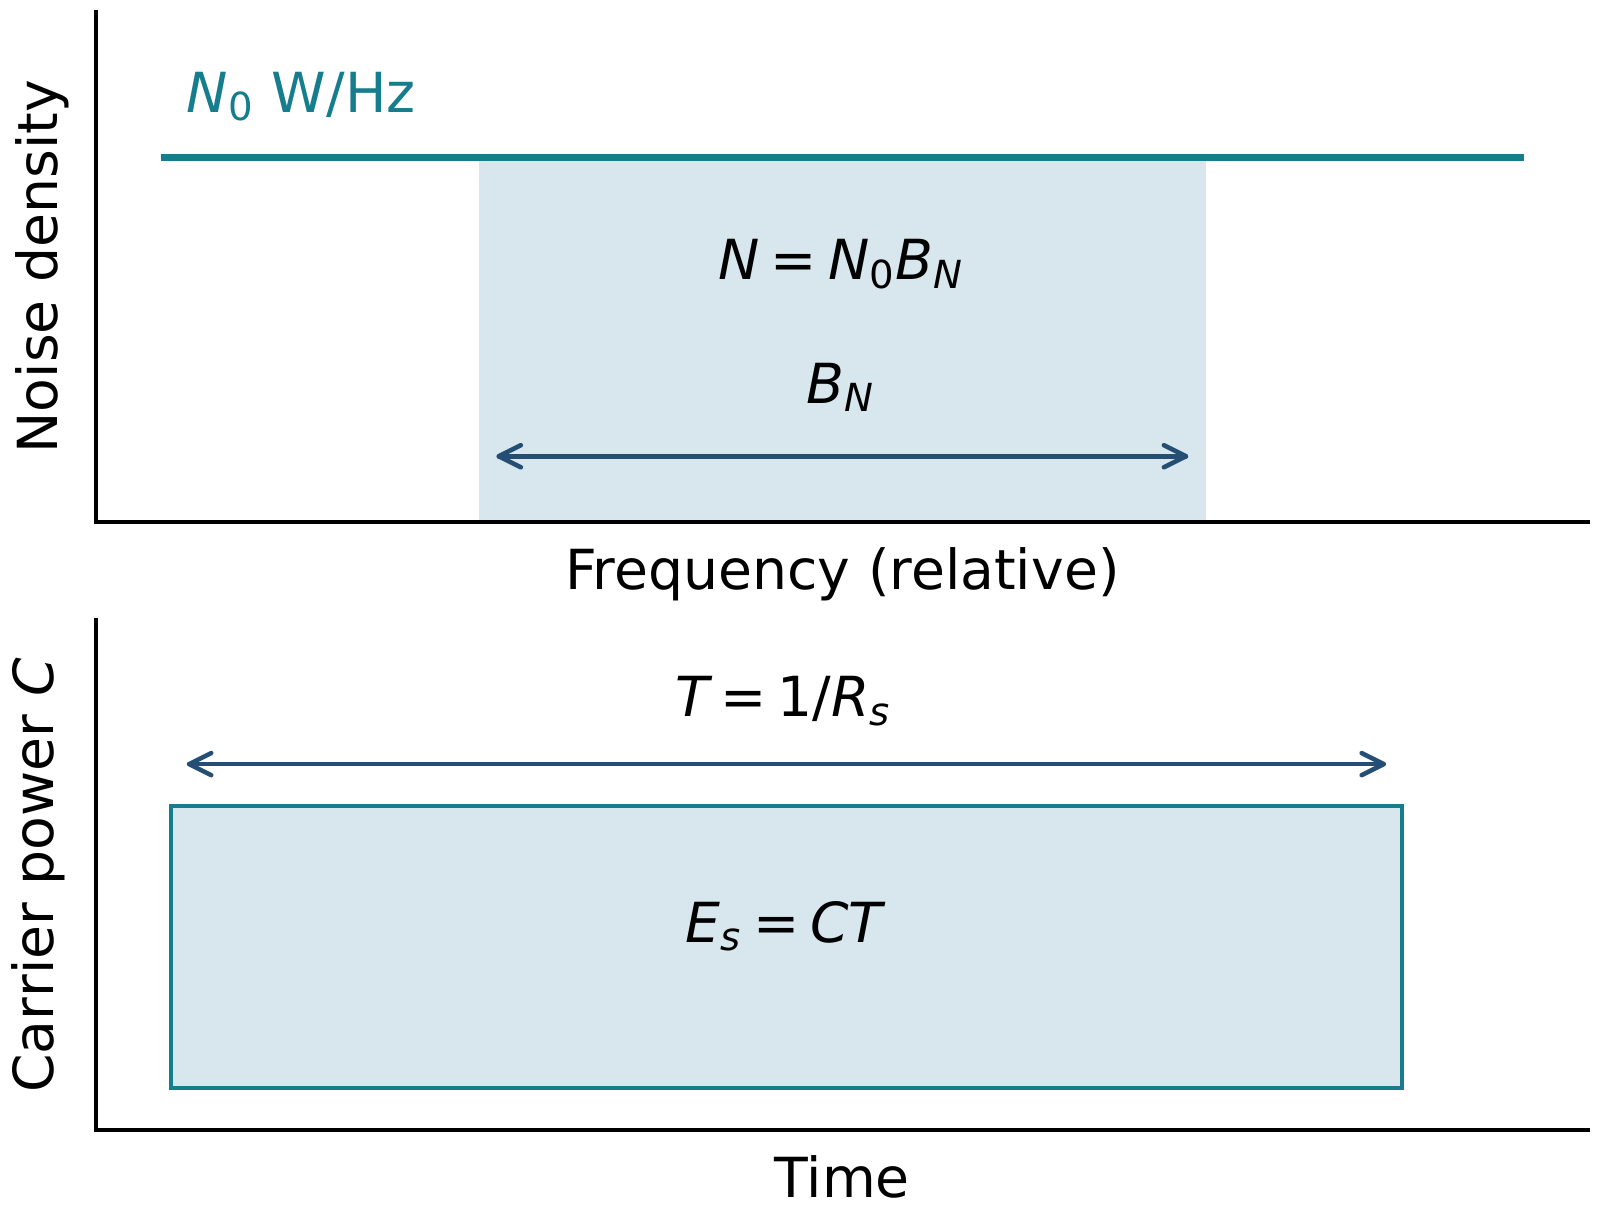 Noise density
N₀ W/Hz
N = N₀B_N
B_N
Frequency (relative)
Carrier power C
T = 1/R_s
E_s = CT
Time